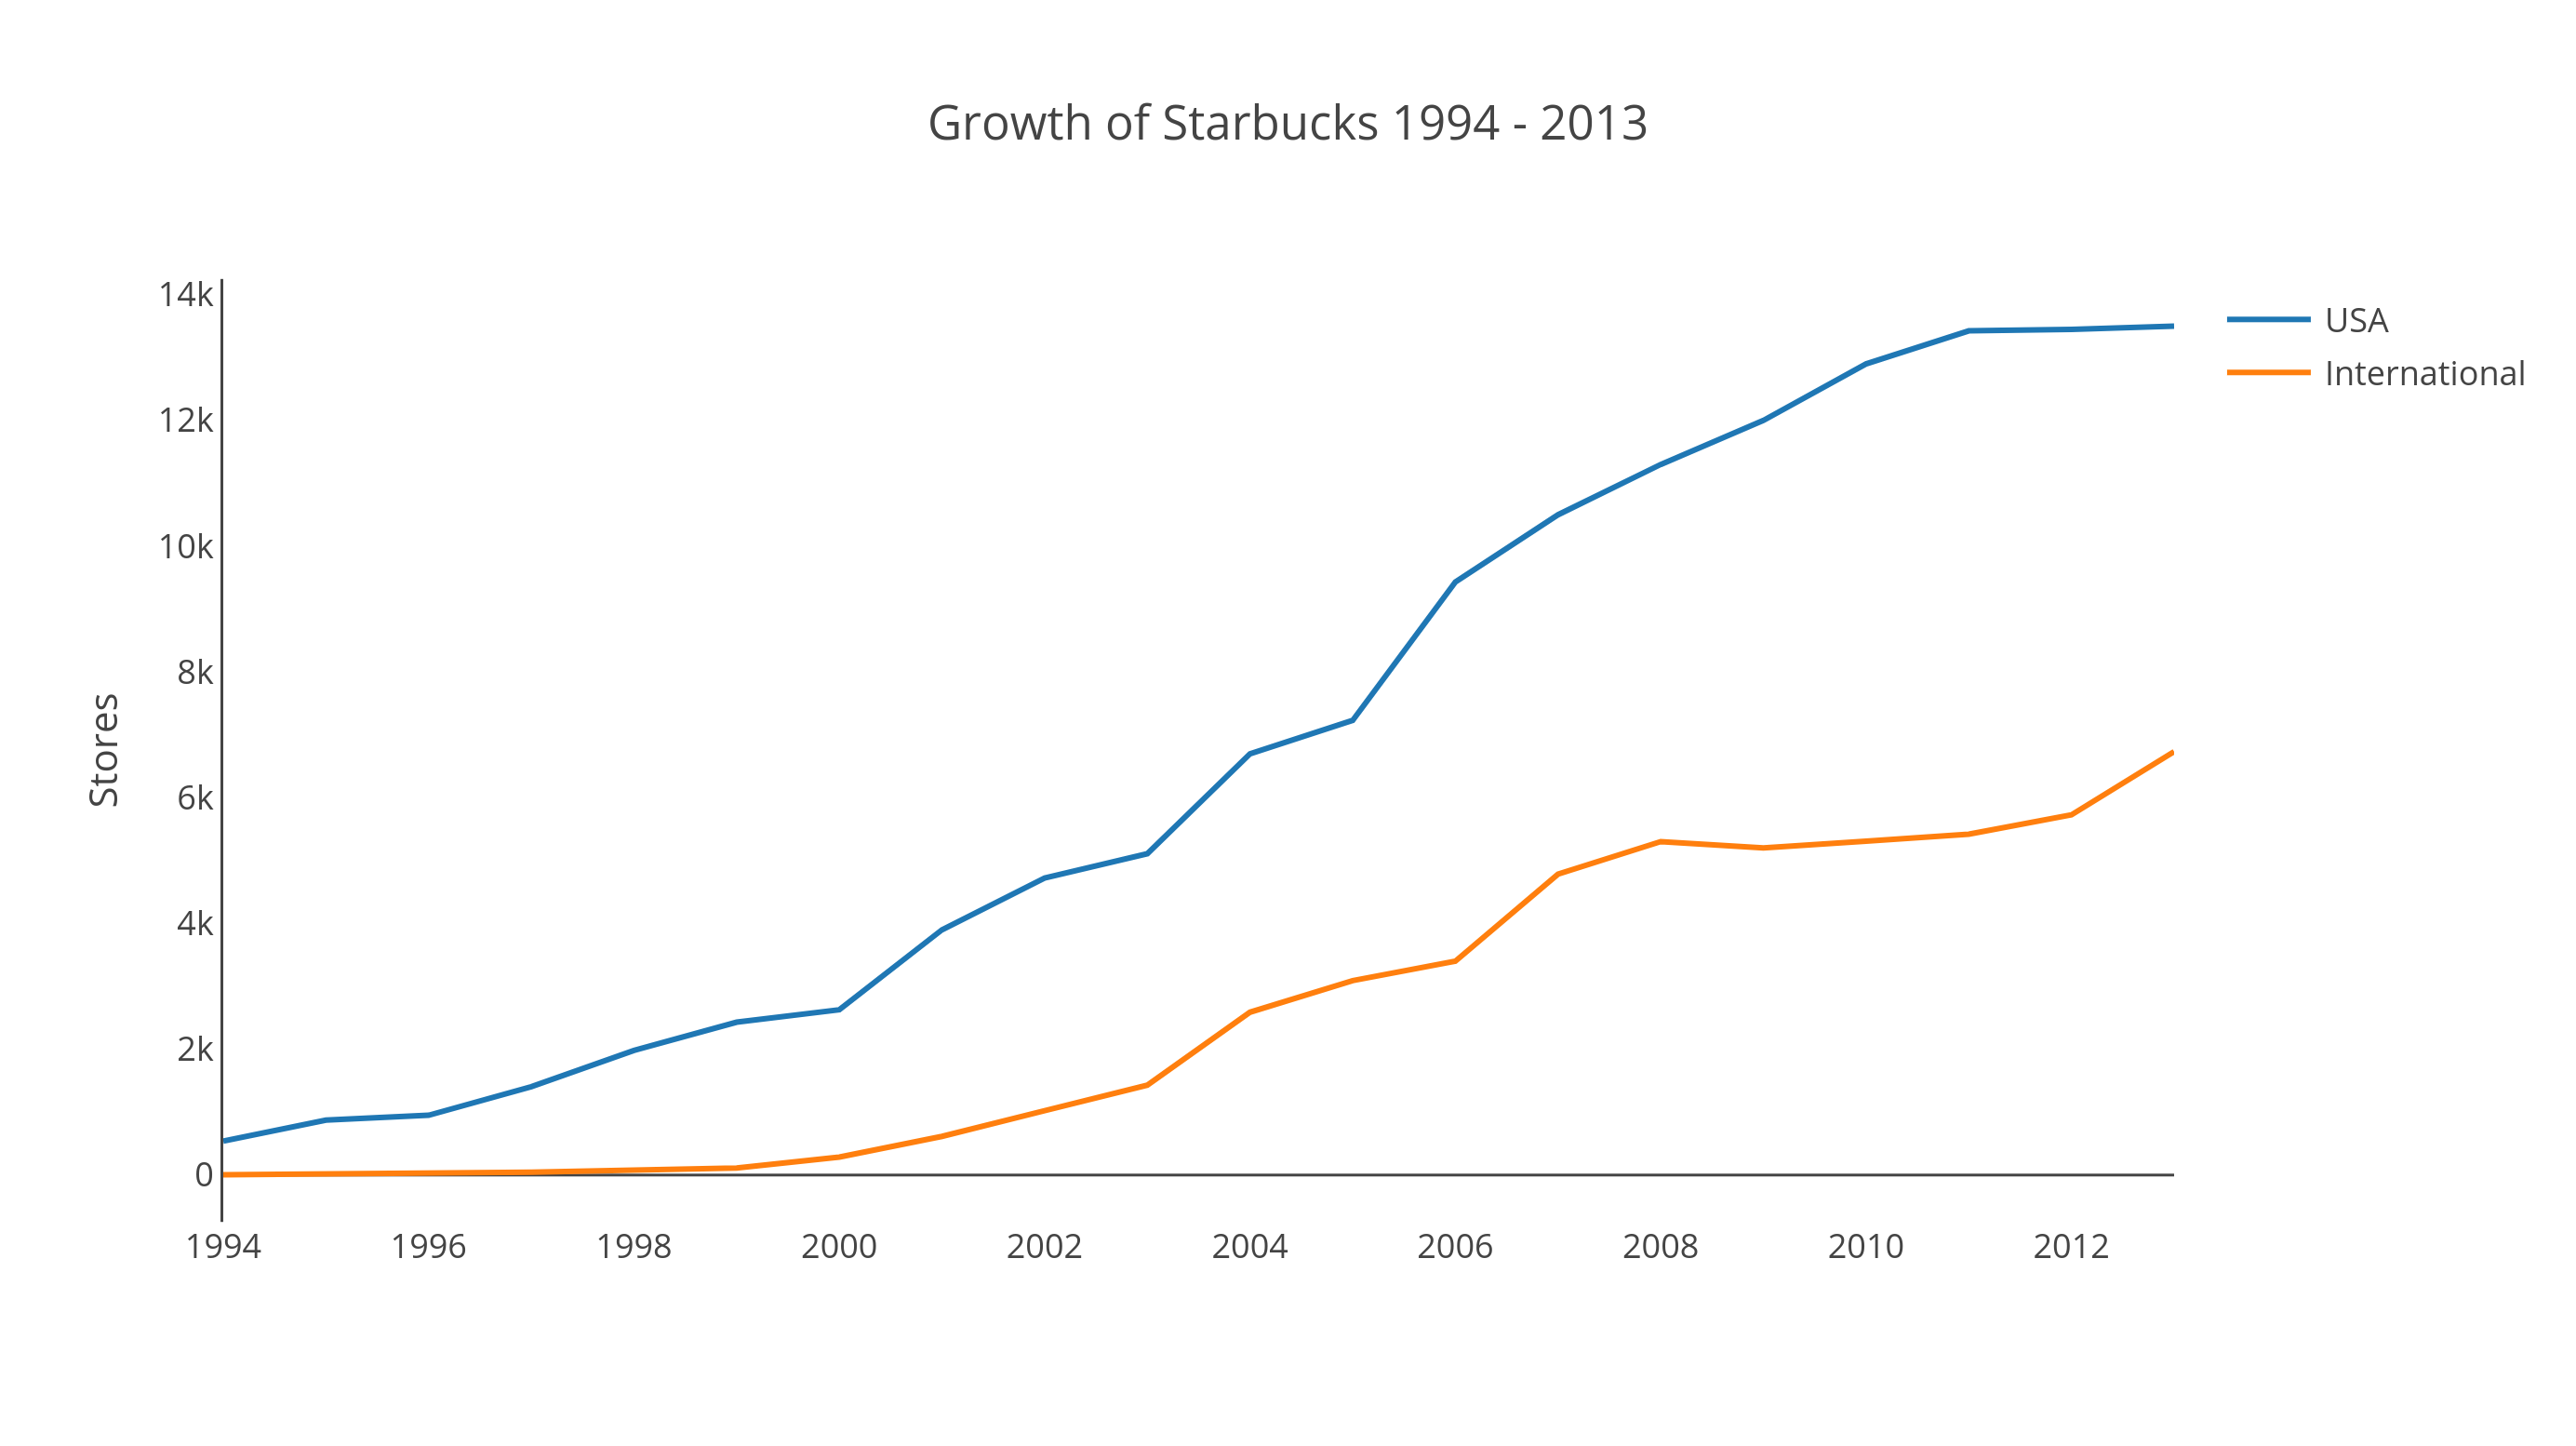 Growth of Starbucks 1994 - 2013
14k
12k
10k
8k
6k
4k
2k
0
Stores
1994 1996 1998 2000 2002 2004 2006 2008 2010 2012
USA
International